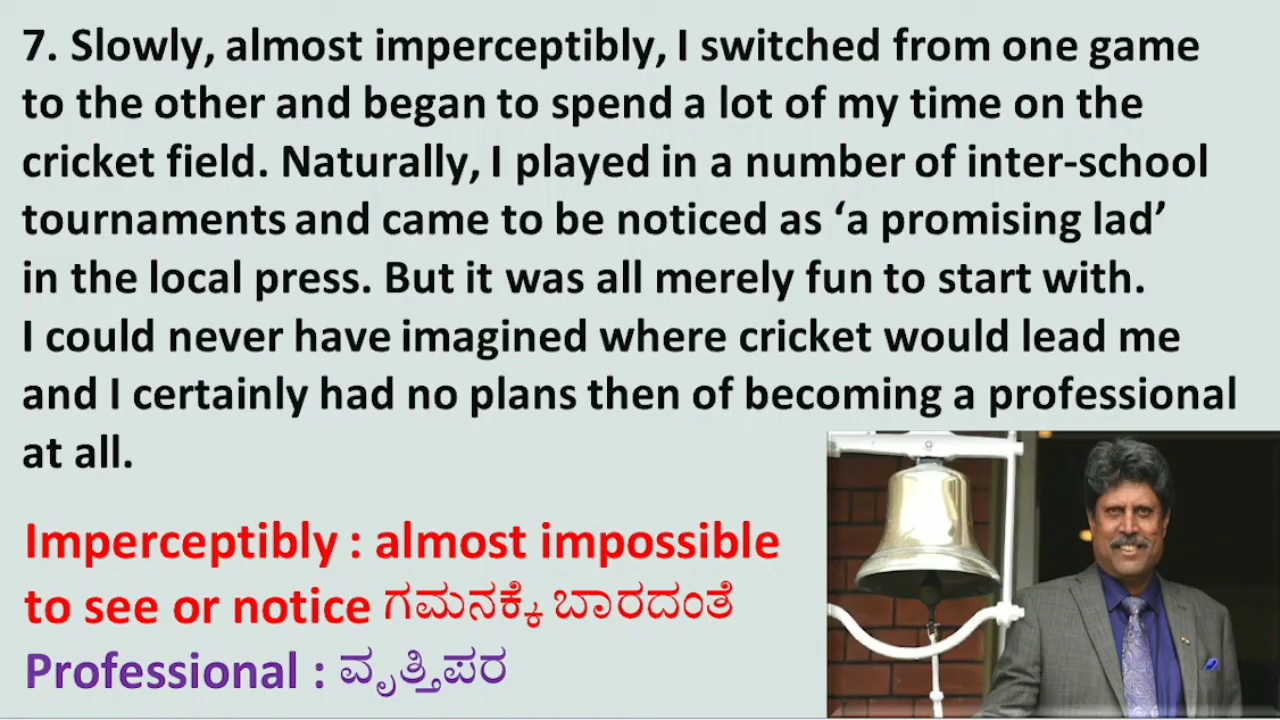 7. Slowly, almost imperceptibly, I switched from one game
to the other and began to spend a lot of my time on the
cricket field. Naturally, I played in a number of inter-school
tournaments and came to be noticed as ‘a promising lad’
in the local press. But it was all merely fun to start with.
I could never have imagined where cricket would lead me
and I certainly had no plans then of becoming a professional
at all.
Imperceptibly : almost impossible
to see or notice ಗಮನಕ್ಕೆ ಬಾರದಂತೆ
Professional : ವೃತ್ತಿಪರ